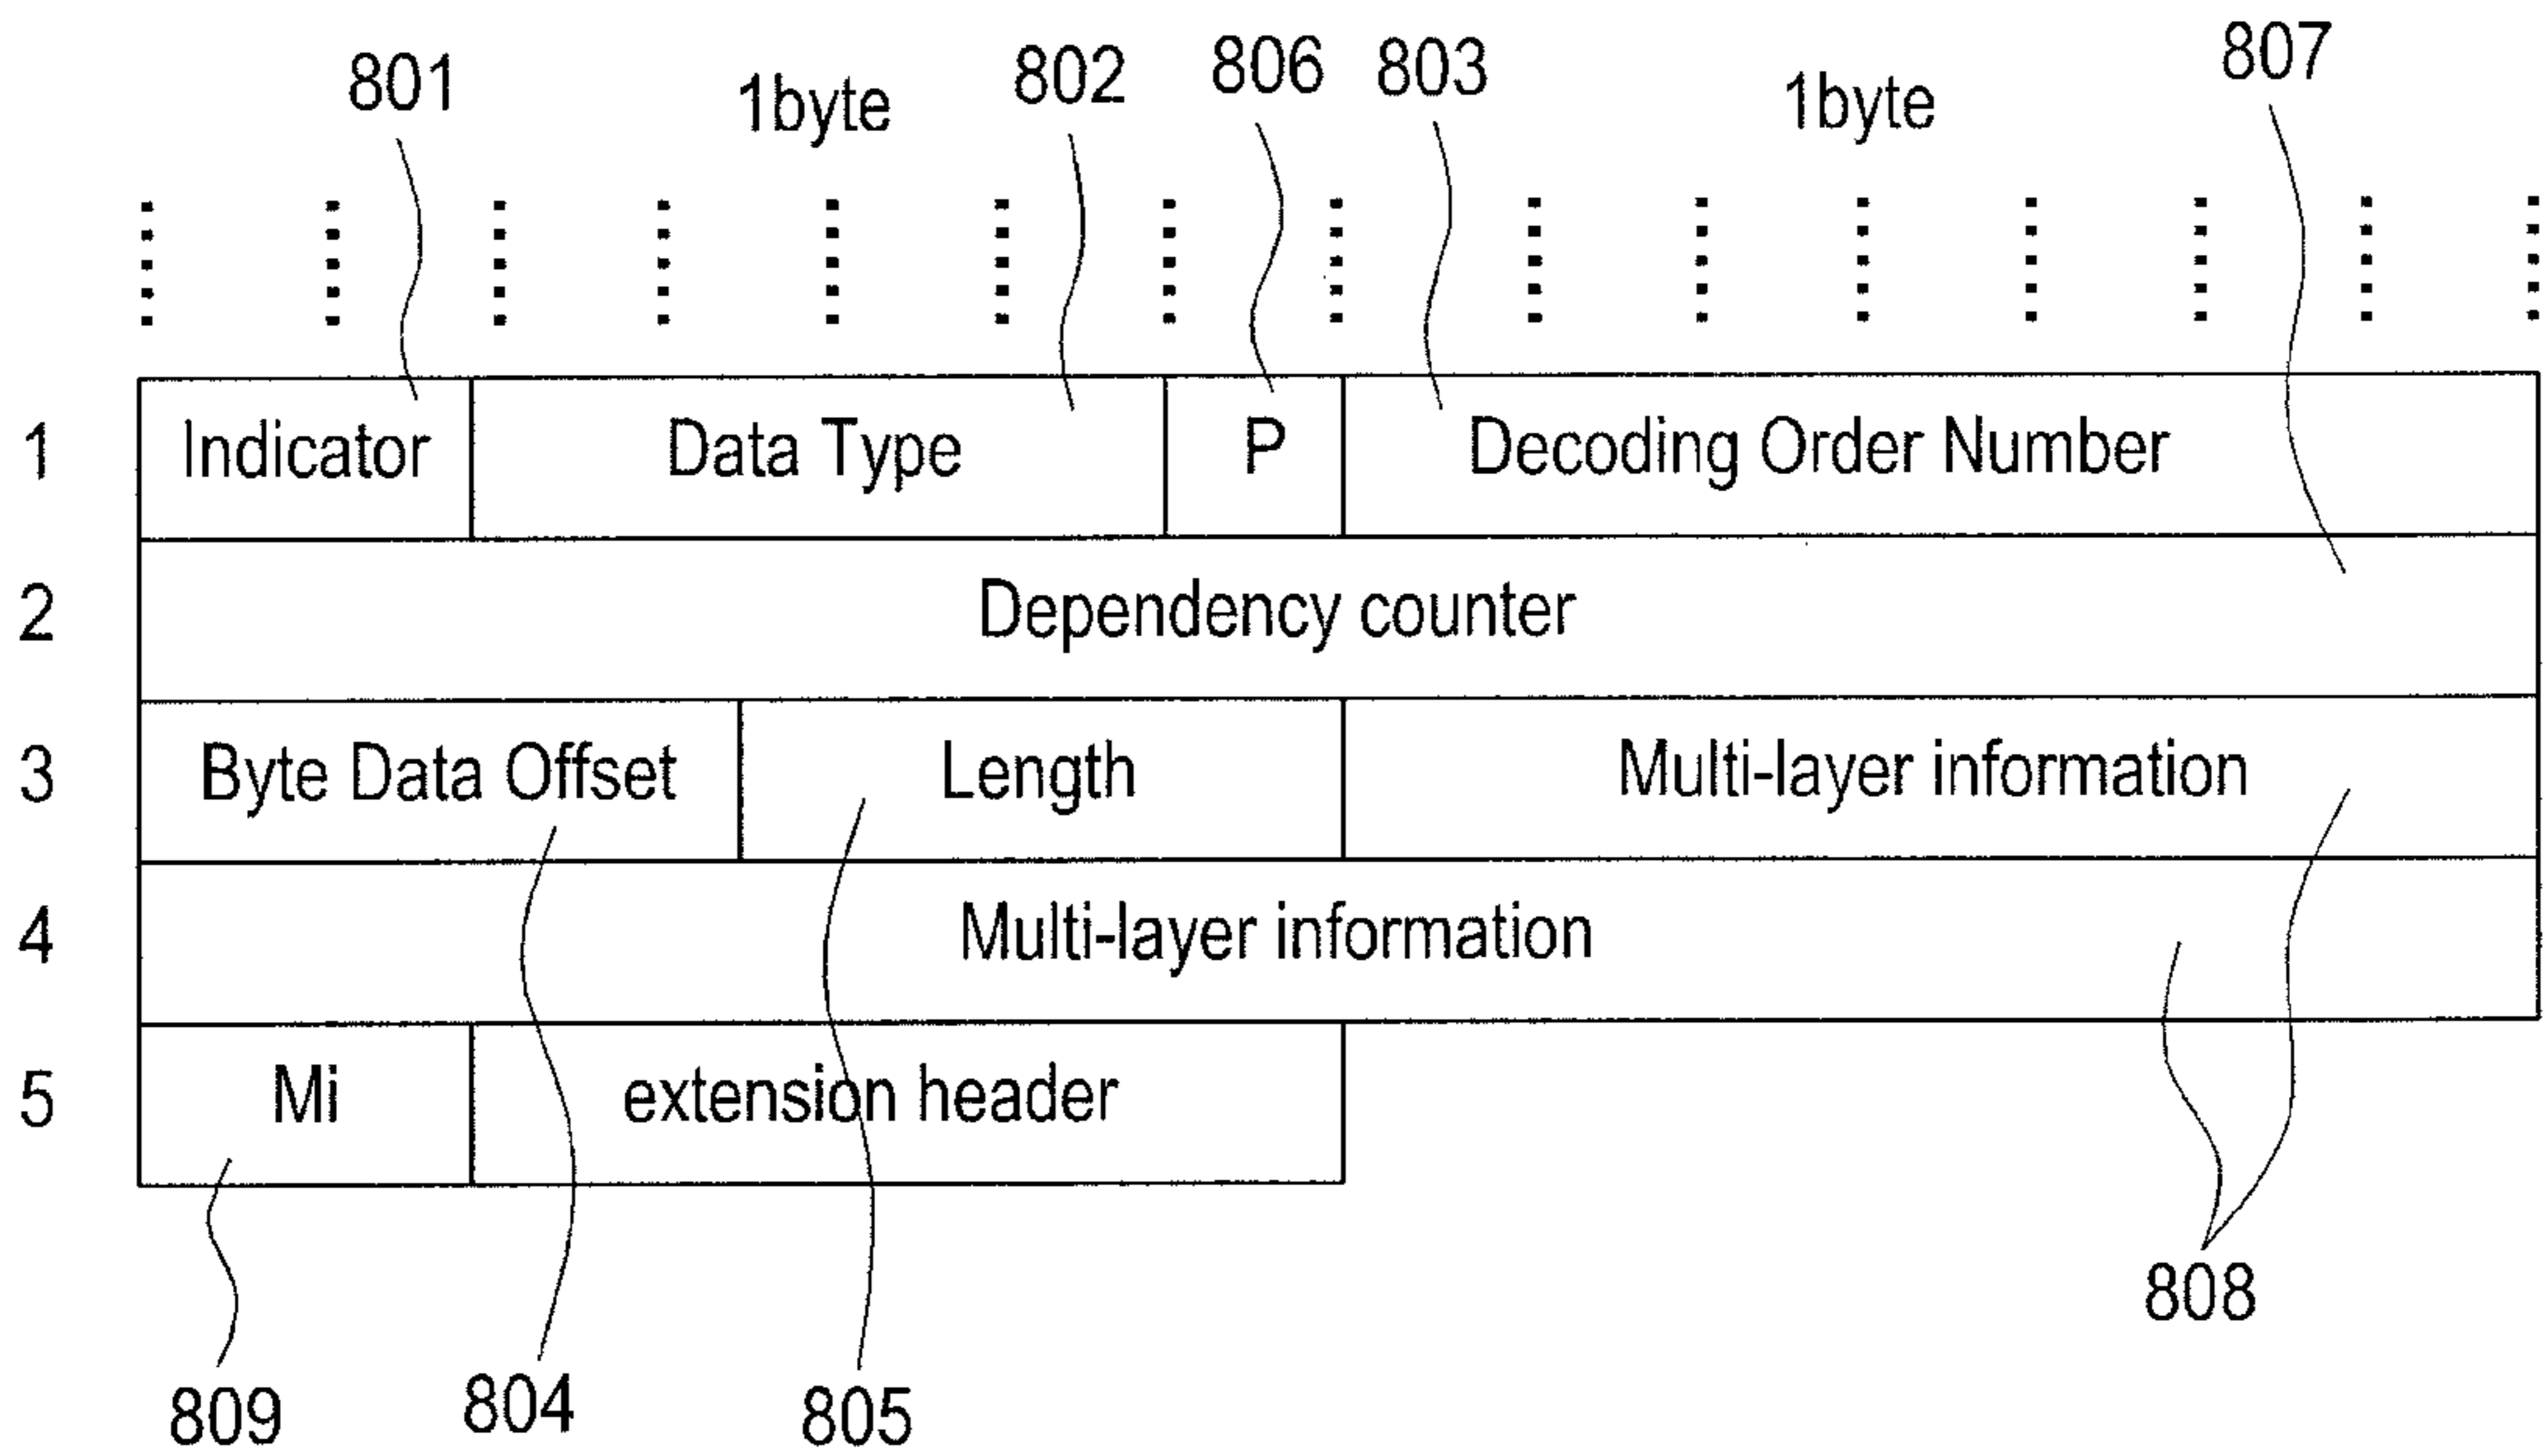 801 1byte 802 806 803 1byte 807
1 Indicator Data Type P Decoding Order Number
2 Dependency counter
3 Byte Data Offset Length Multi-layer information
4 Multi-layer information
5 Mi extension header
808
809 804 805